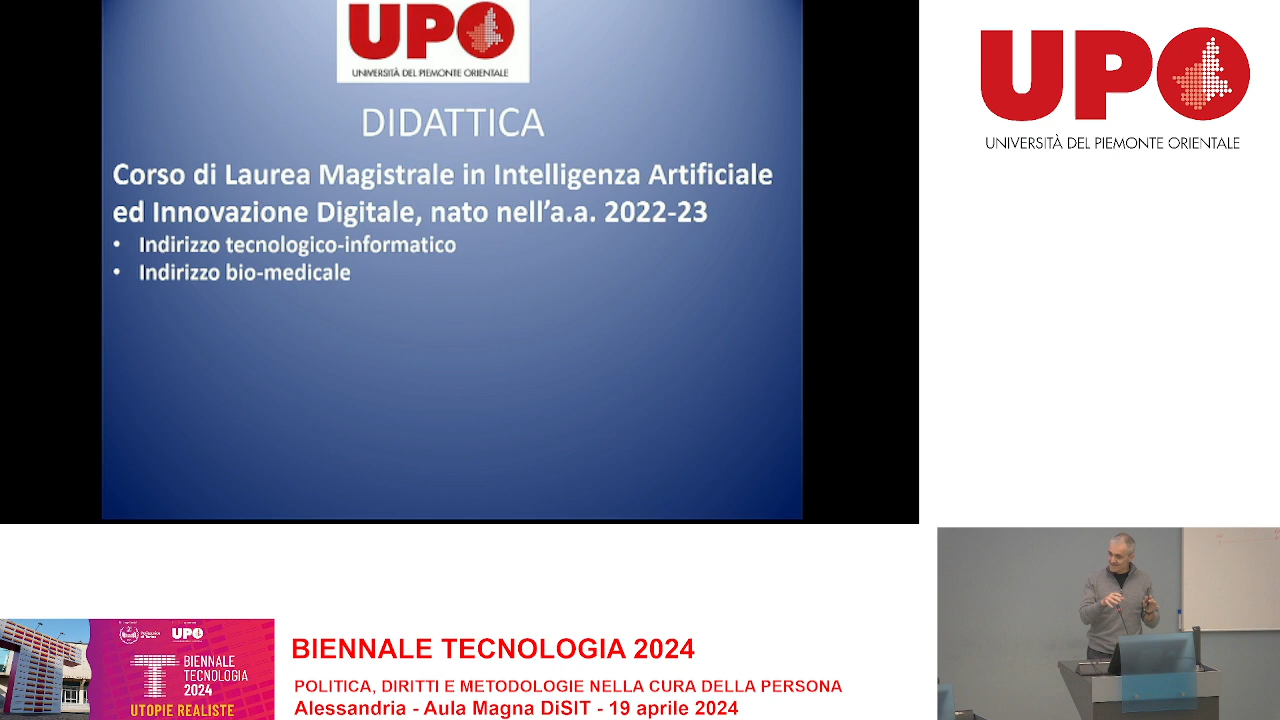 UPO
UNIVERSITÀ DEL PIEMONTE ORIENTALE
DIDATTICA
Corso di Laurea Magistrale in Intelligenza Artificiale
ed Innovazione Digitale, nato nell'a.a. 2022-23
• Indirizzo tecnologico-informatico
• Indirizzo bio-medicale
UPO
UNIVERSITÀ DEL PIEMONTE ORIENTALE
UPO
BIENNALE
TECNOLOGIA
2024
UTOPIE REALISTE
BIENNALE TECNOLOGIA 2024
POLITICA, DIRITTI E METODOLOGIE NELLA CURA DELLA PERSONA
Alessandria - Aula Magna DiSIT - 19 aprile 2024